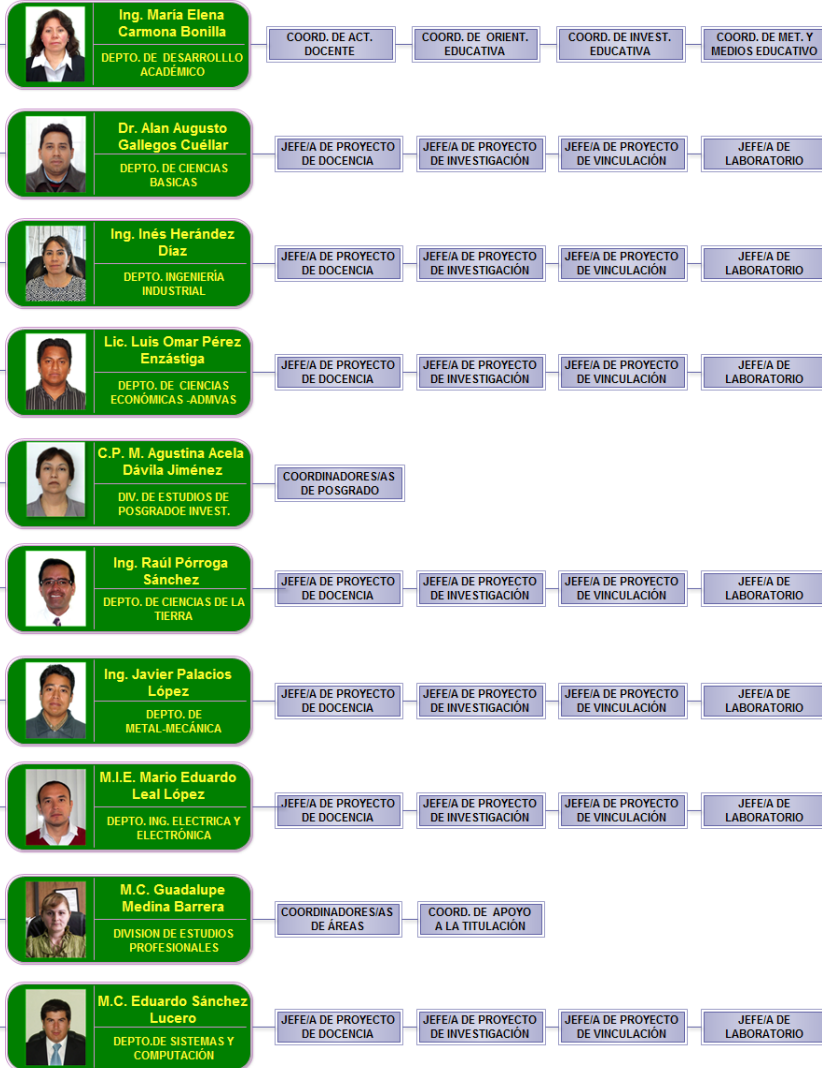 Ing. María Elena
Carmona Bonilla
DEPTO. DE DESARROLLLO
ACADÉMICO
COORD. DE ACT.
DOCENTE
COORD. DE ORIENT.
EDUCATIVA
COORD. DE INVEST.
EDUCATIVA
COORD. DE MET. Y
MEDIOS EDUCATIVO
Dr. Alan Augusto
Gallegos Cuéllar
DEPTO. DE CIENCIAS
BASICAS
JEFE/A DE PROYECTO
DE DOCENCIA
JEFE/A DE PROYECTO
DE INVESTIGACIÓN
JEFE/A DE PROYECTO
DE VINCULACIÓN
JEFE/A DE
LABORATORIO
Ing. Inés Herández
Díaz
DEPTO. INGENIERÌA
INDUSTRIAL
JEFE/A DE PROYECTO
DE DOCENCIA
JEFE/A DE PROYECTO
DE INVESTIGACIÓN
JEFE/A DE PROYECTO
DE VINCULACIÓN
JEFE/A DE
LABORATORIO
Lic. Luis Omar Pérez
Enzástiga
DEPTO. DE CIENCIAS
ECONÓMICAS -ADMVAS
JEFE/A DE PROYECTO
DE DOCENCIA
JEFE/A DE PROYECTO
DE INVESTIGACIÓN
JEFE/A DE PROYECTO
DE VINCULACIÓN
JEFE/A DE
LABORATORIO
C.P. M. Agustina Acela
Dávila Jiménez
DIV. DE ESTUDIOS DE
POSGRADOE INVEST.
COORDINADORES/AS
DE POSGRADO
Ing. Raúl Pórroga
Sánchez
DEPTO. DE CIENCIAS DE LA
TIERRA
JEFE/A DE PROYECTO
DE DOCENCIA
JEFE/A DE PROYECTO
DE INVESTIGACIÓN
JEFE/A DE PROYECTO
DE VINCULACIÓN
JEFE/A DE
LABORATORIO
Ing. Javier Palacios
López
DEPTO. DE
METAL-MECÁNICA
JEFE/A DE PROYECTO
DE DOCENCIA
JEFE/A DE PROYECTO
DE INVESTIGACIÓN
JEFE/A DE PROYECTO
DE VINCULACIÓN
JEFE/A DE
LABORATORIO
M.I.E. Mario Eduardo
Leal López
DEPTO. ING. ELECTRICA Y
ELECTRÓNICA
JEFE/A DE PROYECTO
DE DOCENCIA
JEFE/A DE PROYECTO
DE INVESTIGACIÓN
JEFE/A DE PROYECTO
DE VINCULACIÓN
JEFE/A DE
LABORATORIO
M.C. Guadalupe
Medina Barrera
DIVISION DE ESTUDIOS
PROFESIONALES
COORDINADORES/AS
DE ÁREAS
COORD. DE APOYO
A LA TITULACIÓN
M.C. Eduardo Sánchez
Lucero
DEPTO.DE SISTEMAS Y
COMPUTACIÓN
JEFE/A DE PROYECTO
DE DOCENCIA
JEFE/A DE PROYECTO
DE INVESTIGACIÓN
JEFE/A DE PROYECTO
DE VINCULACIÓN
JEFE/A DE
LABORATORIO